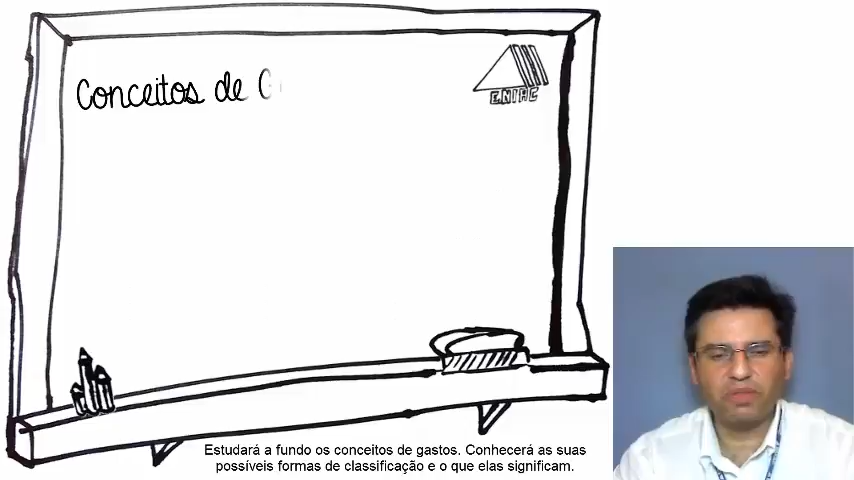 Conceitos de G
ENIAC
Estudará a fundo os conceitos de gastos. Conhecerá as suas
possíveis formas de classificação e o que elas significam.